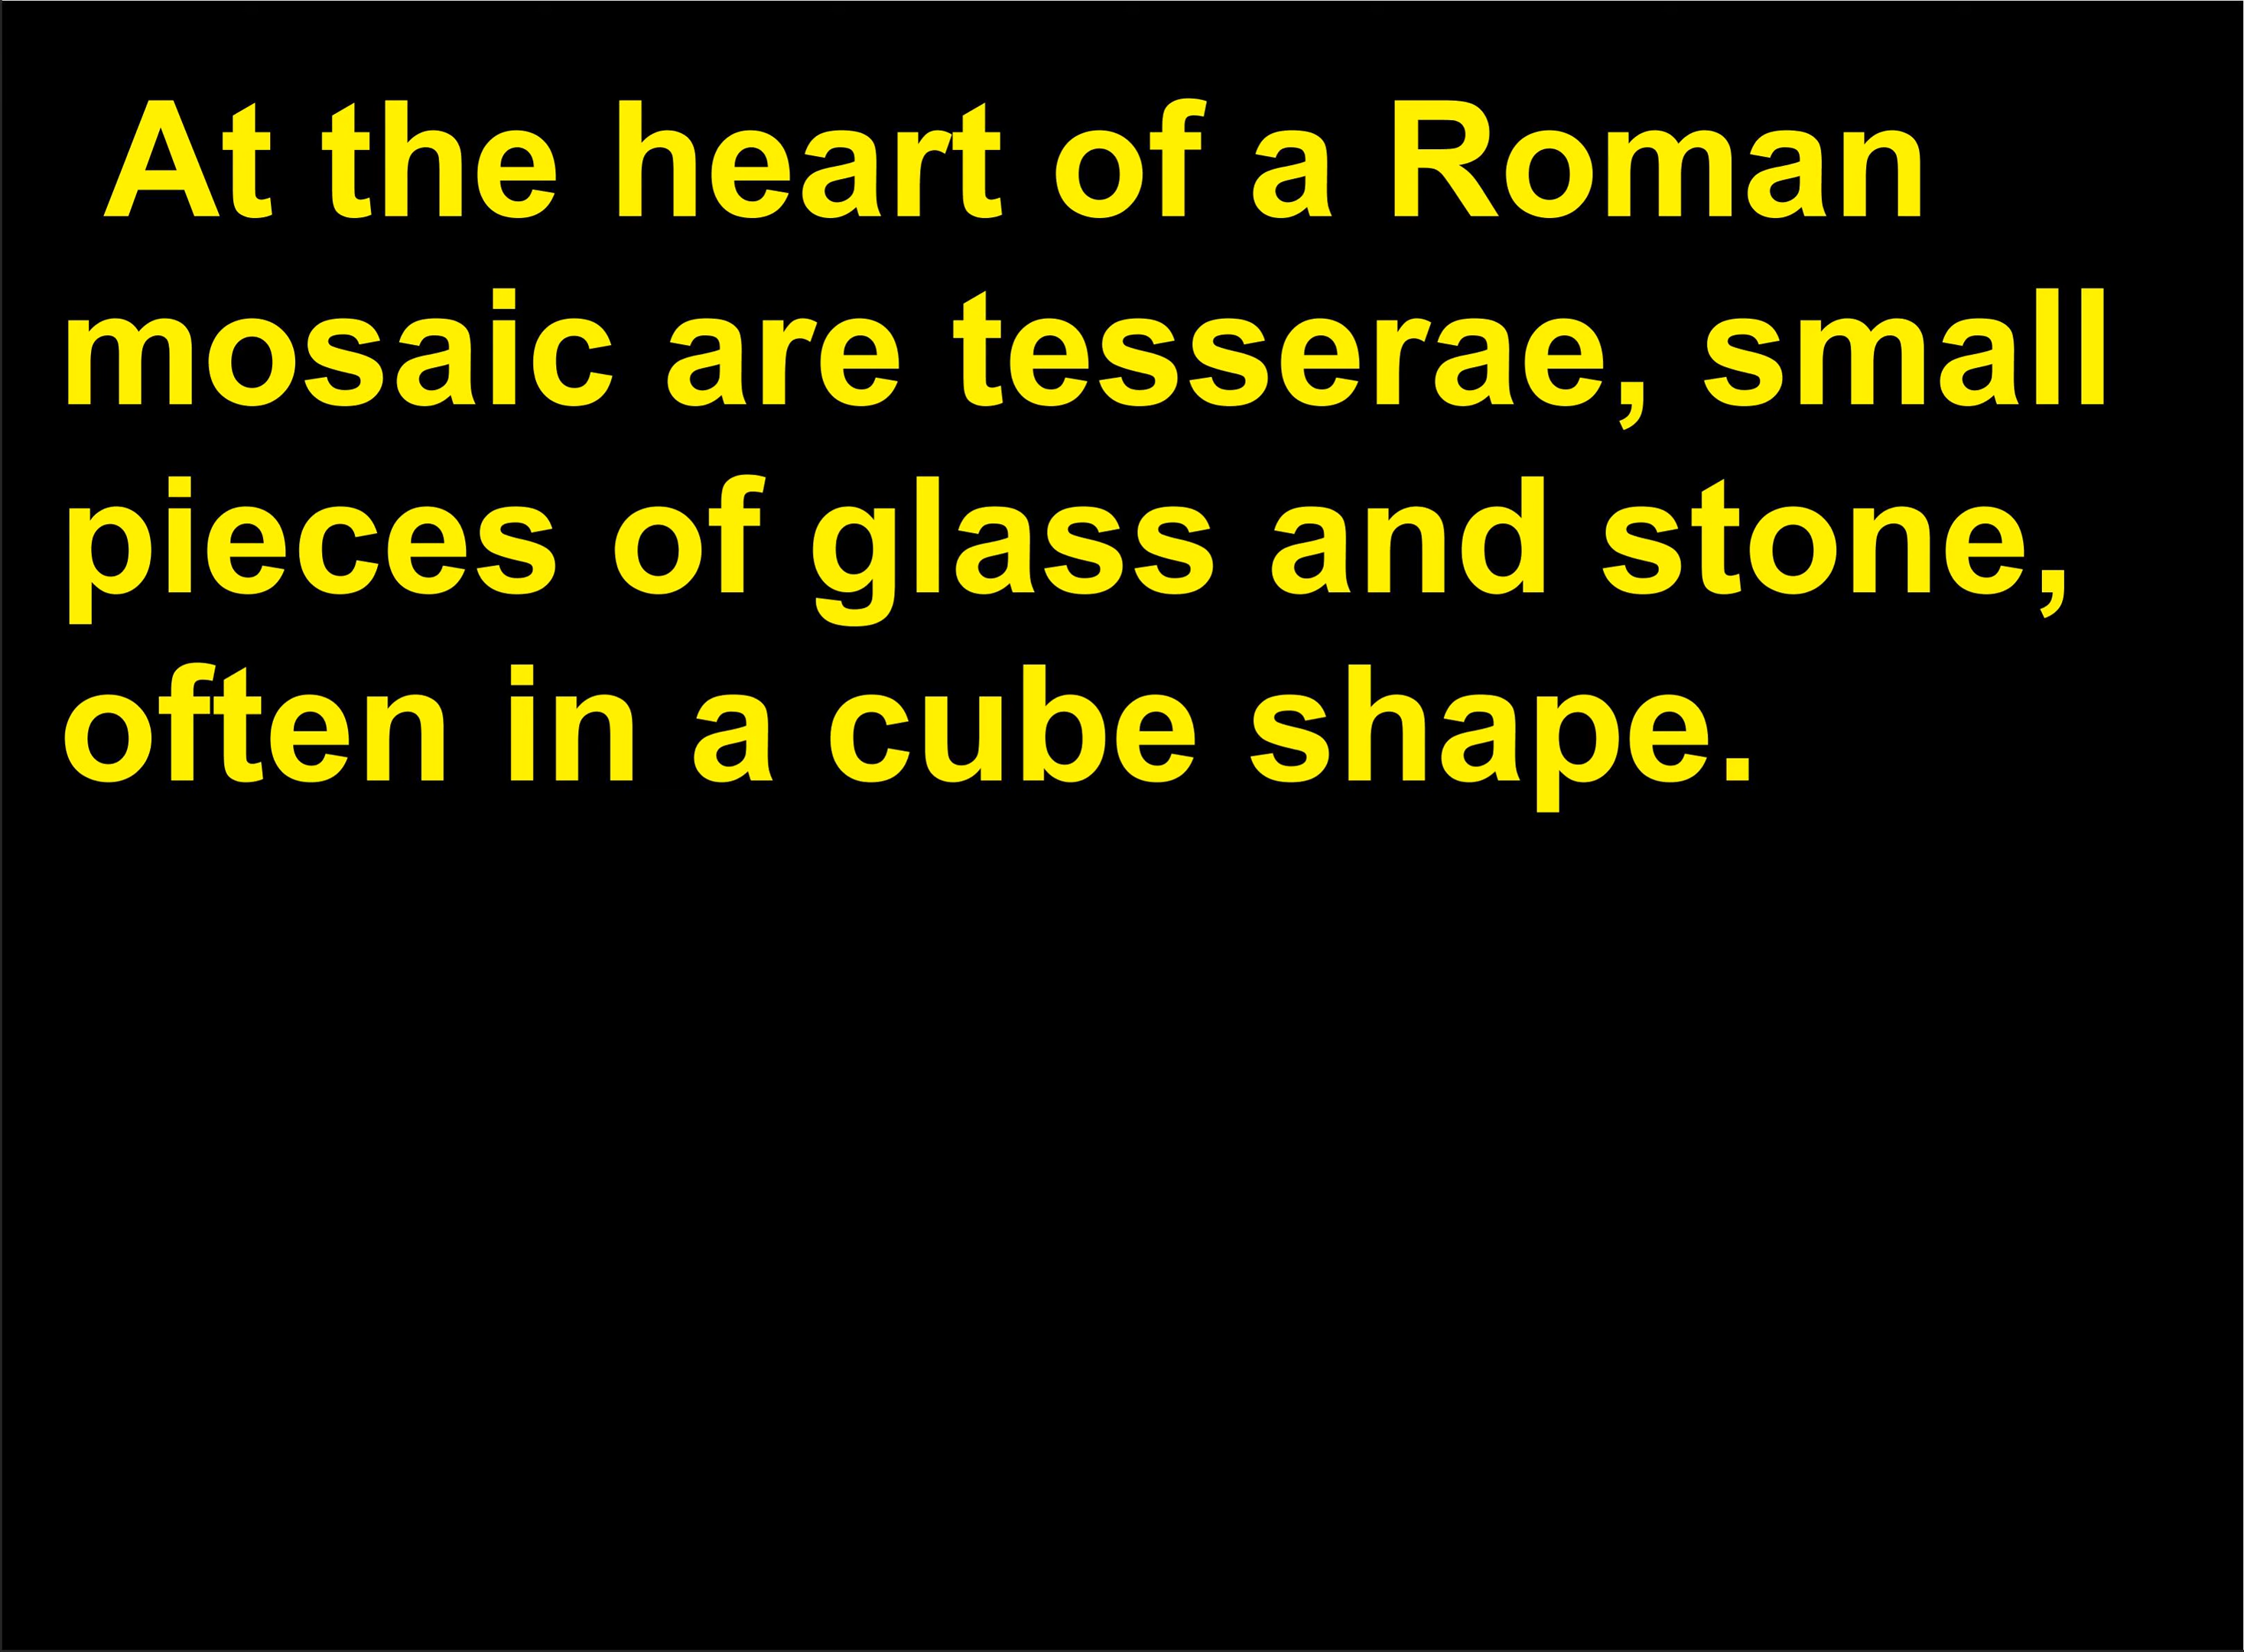 At the heart of a Roman
mosaic are tesserae, small
pieces of glass and stone,
often in a cube shape.